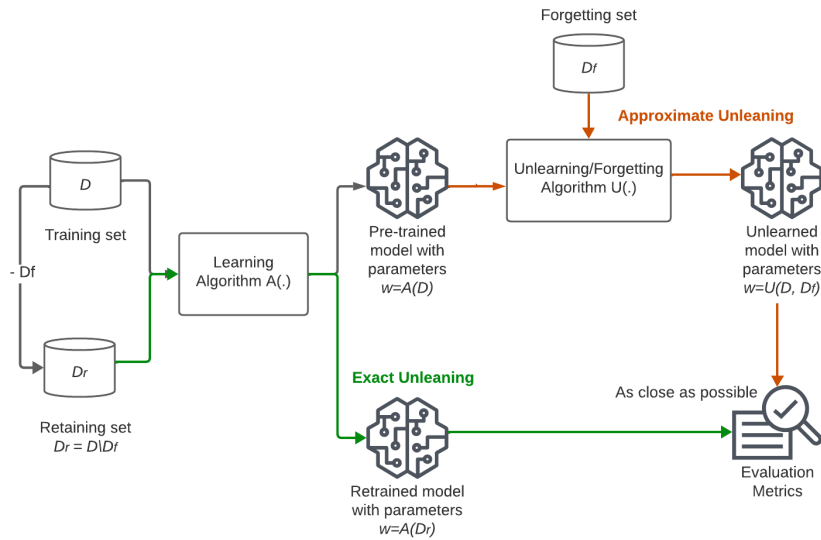 Forgetting set
Df
Approximate Unleaning
D
Training set
- Df
Dr
Retaining set
Dr = D\Df
Learning
Algorithm A(.)
Pre-trained
model with
parameters
w=A(D)
Unlearning/Forgetting
Algorithm U(.)
Unlearned
model with
parameters
w=U(D, Df)
Exact Unleaning
Retrained model
with parameters
w=A(Dr)
As close as possible
Evaluation
Metrics